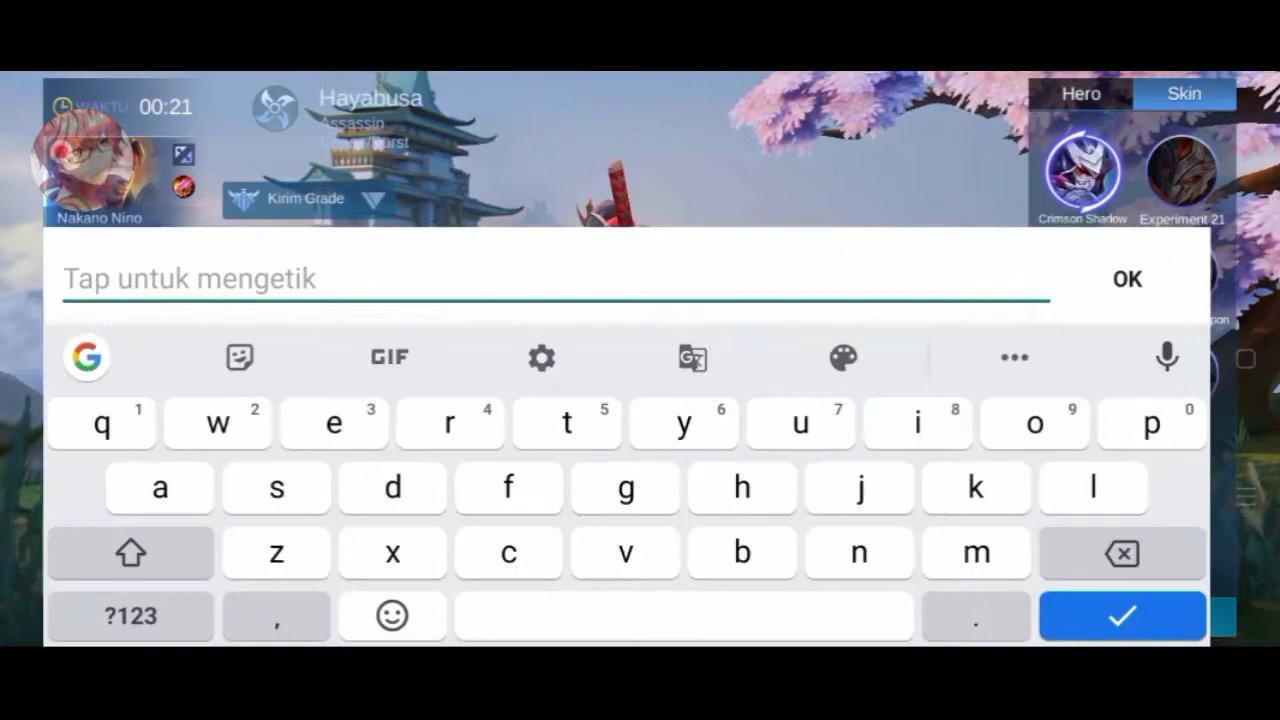 WAKTU 00:21
Hayabusa
Assassin
Kirim Grade
Nakano Nino
Hero Skin
Crimson Shadow Experiment 21
Tap untuk mengetik
OK
GIF
q 1 w 2 e 3 r 4 t 5 y 6 u 7 i 8 o 9 p 0
a s d f g h j k l
z x c v b n m
?123 , .